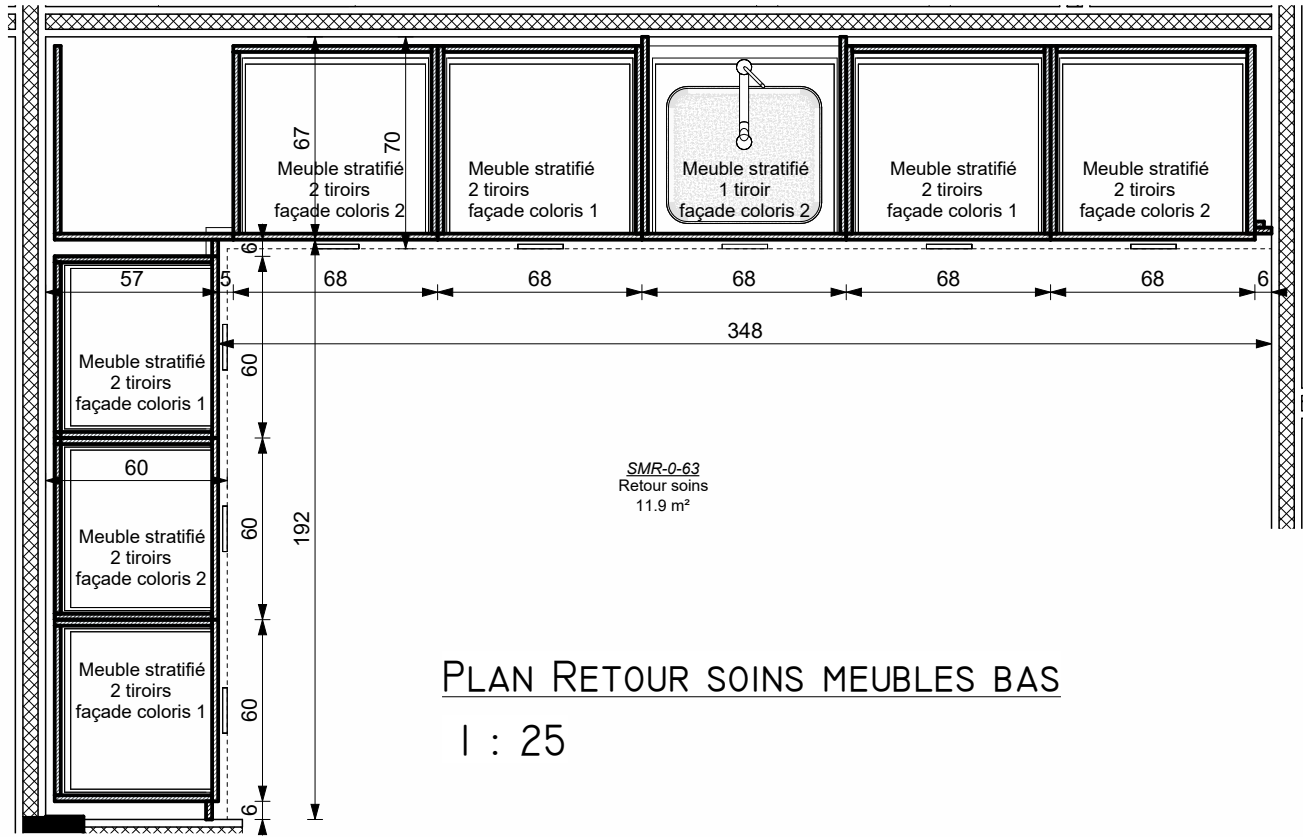 67
70
Meuble stratifié
2 tiroirs
façade coloris 2
Meuble stratifié
2 tiroirs
façade coloris 1
Meuble stratifié
1 tiroir
façade coloris 2
Meuble stratifié
2 tiroirs
façade coloris 1
Meuble stratifié
2 tiroirs
façade coloris 2
6
57
5
68
68
68
68
68
6
348
Meuble stratifié
2 tiroirs
façade coloris 1
60
60
Meuble stratifié
2 tiroirs
façade coloris 2
60
192
SMR-0-63
Retour soins
11.9 m²
Meuble stratifié
2 tiroirs
façade coloris 1
60
6
PLAN RETOUR SOINS MEUBLES BAS
1 : 25